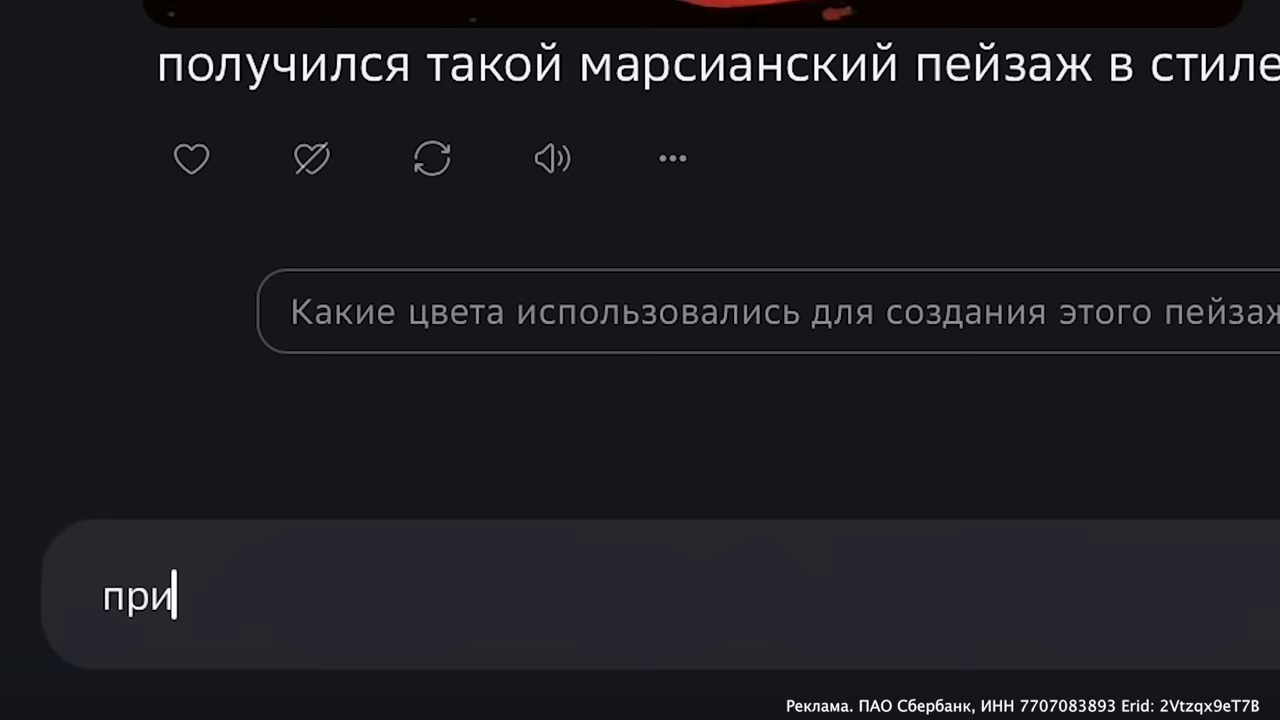 получился такой марсианский пейзаж в стиле
Какие цвета использовались для создания этого пейзаж
при
Реклама. ПАО Сбербанк, ИНН 7707083893 Erid: 2Vtzqx9eT7B